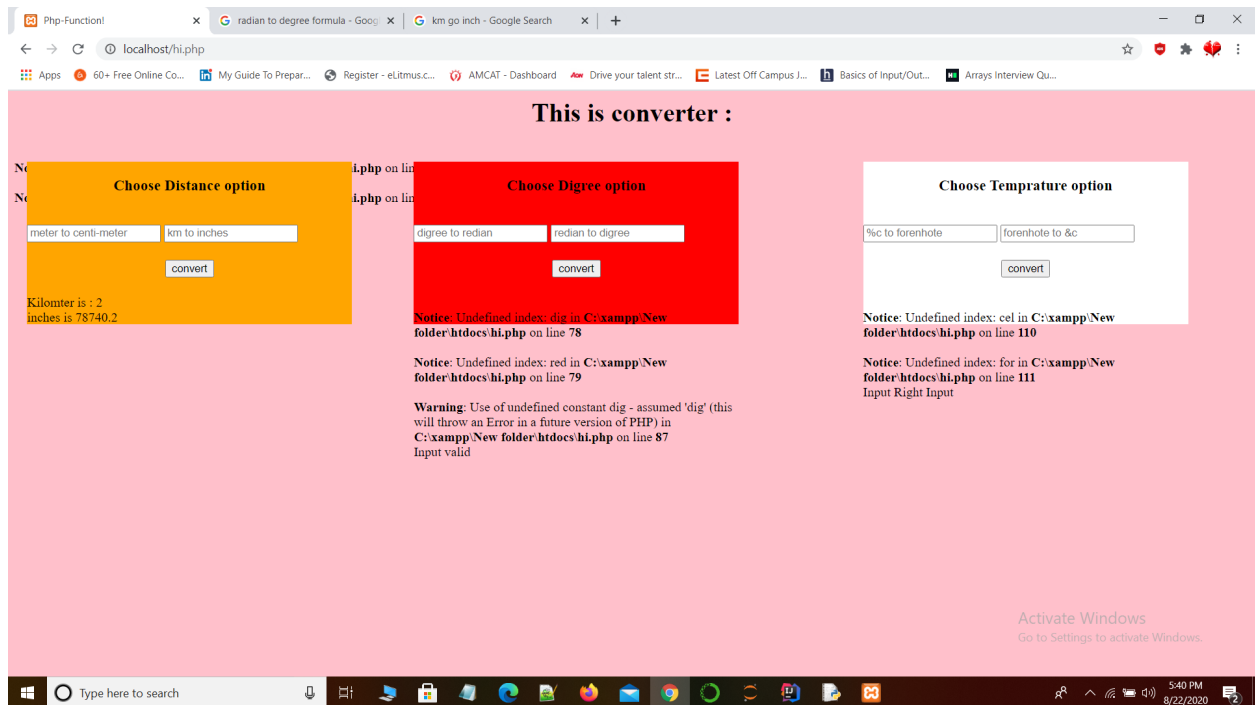 Php-Function!
radian to degree formula - Goog
km go inch - Google Search
localhost/hi.php
Apps
60+ Free Online Co...
My Guide To Prepar...
Register - eLitmus.c...
AMCAT - Dashboard
Aon
Drive your talent str...
Latest Off Campus J...
Basics of Input/Out...
Arrays Interview Qu...
This is converter :
No i.php on lin
No i.php on lin
Choose Distance option
meter to centi-meter
km to inches
convert
Kilomter is : 2
inches is 78740.2
Choose Digree option
digree to redian
redian to digree
convert
Notice: Undefined index: dig in C:\xampp\New
folder\htdocs\hi.php on line 78
Notice: Undefined index: red in C:\xampp\New
folder\htdocs\hi.php on line 79
Warning: Use of undefined constant dig - assumed 'dig' (this
will throw an Error in a future version of PHP) in
C:\xampp\New folder\htdocs\hi.php on line 87
Input valid
Choose Temprature option
%c to forenhote
forenhote to &c
convert
Notice: Undefined index: cel in C:\xampp\New
folder\htdocs\hi.php on line 110
Notice: Undefined index: for in C:\xampp\New
folder\htdocs\hi.php on line 111
Input Right Input
Activate Windows
Go to Settings to activate Windows.
Type here to search
5:40 PM
8/22/2020
2